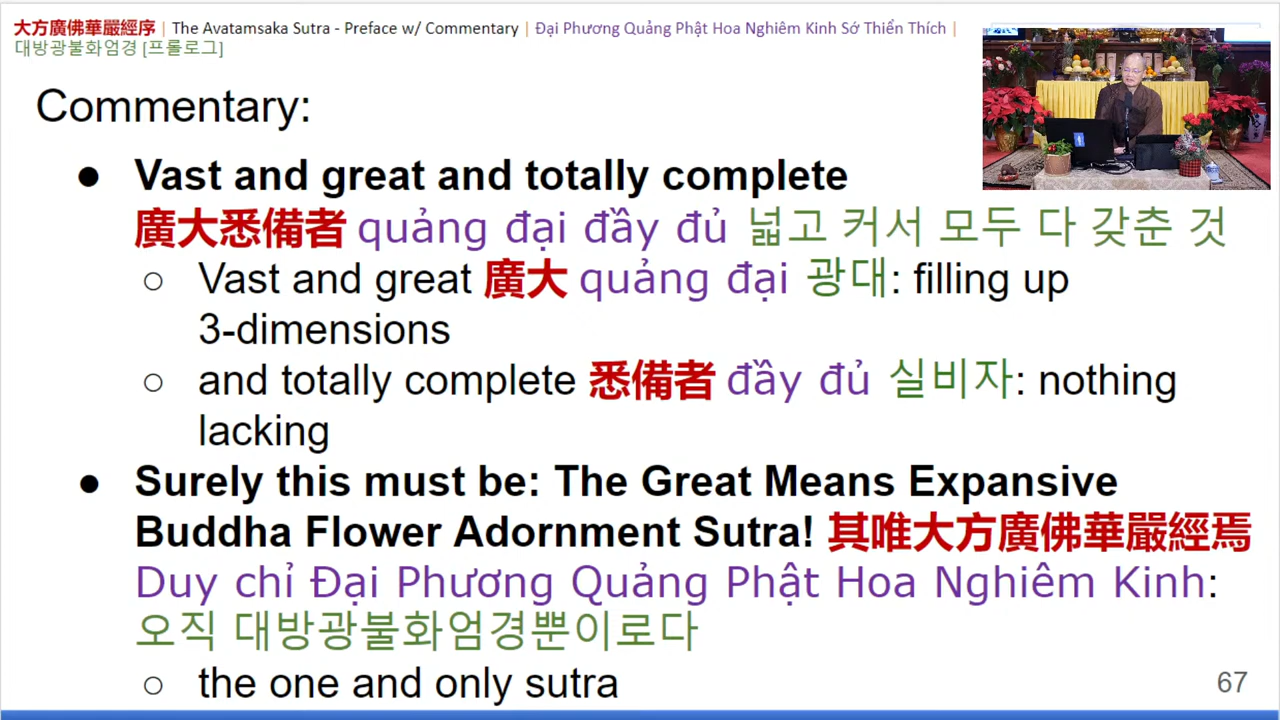 大方廣佛華嚴經序 | The Avatamsaka Sutra - Preface w/ Commentary | Đại Phương Quảng Phật Hoa Nghiêm Kinh Sớ Thiển Thích |
대방광불화엄경 [프롤로그]
Commentary:
● Vast and great and totally complete
廣大悉備者 quảng đại đầy đủ 넓고 커서 모두 다 갖춘 것
○ Vast and great 廣大 quảng đại 광대: filling up
3-dimensions
○ and totally complete 悉備者 đầy đủ 실비자: nothing
lacking
● Surely this must be: The Great Means Expansive
Buddha Flower Adornment Sutra! 其唯大方廣佛華嚴經焉
Duy chỉ Đại Phương Quảng Phật Hoa Nghiêm Kinh:
오직 대방광불화엄경뿐이로다
○ the one and only sutra
67